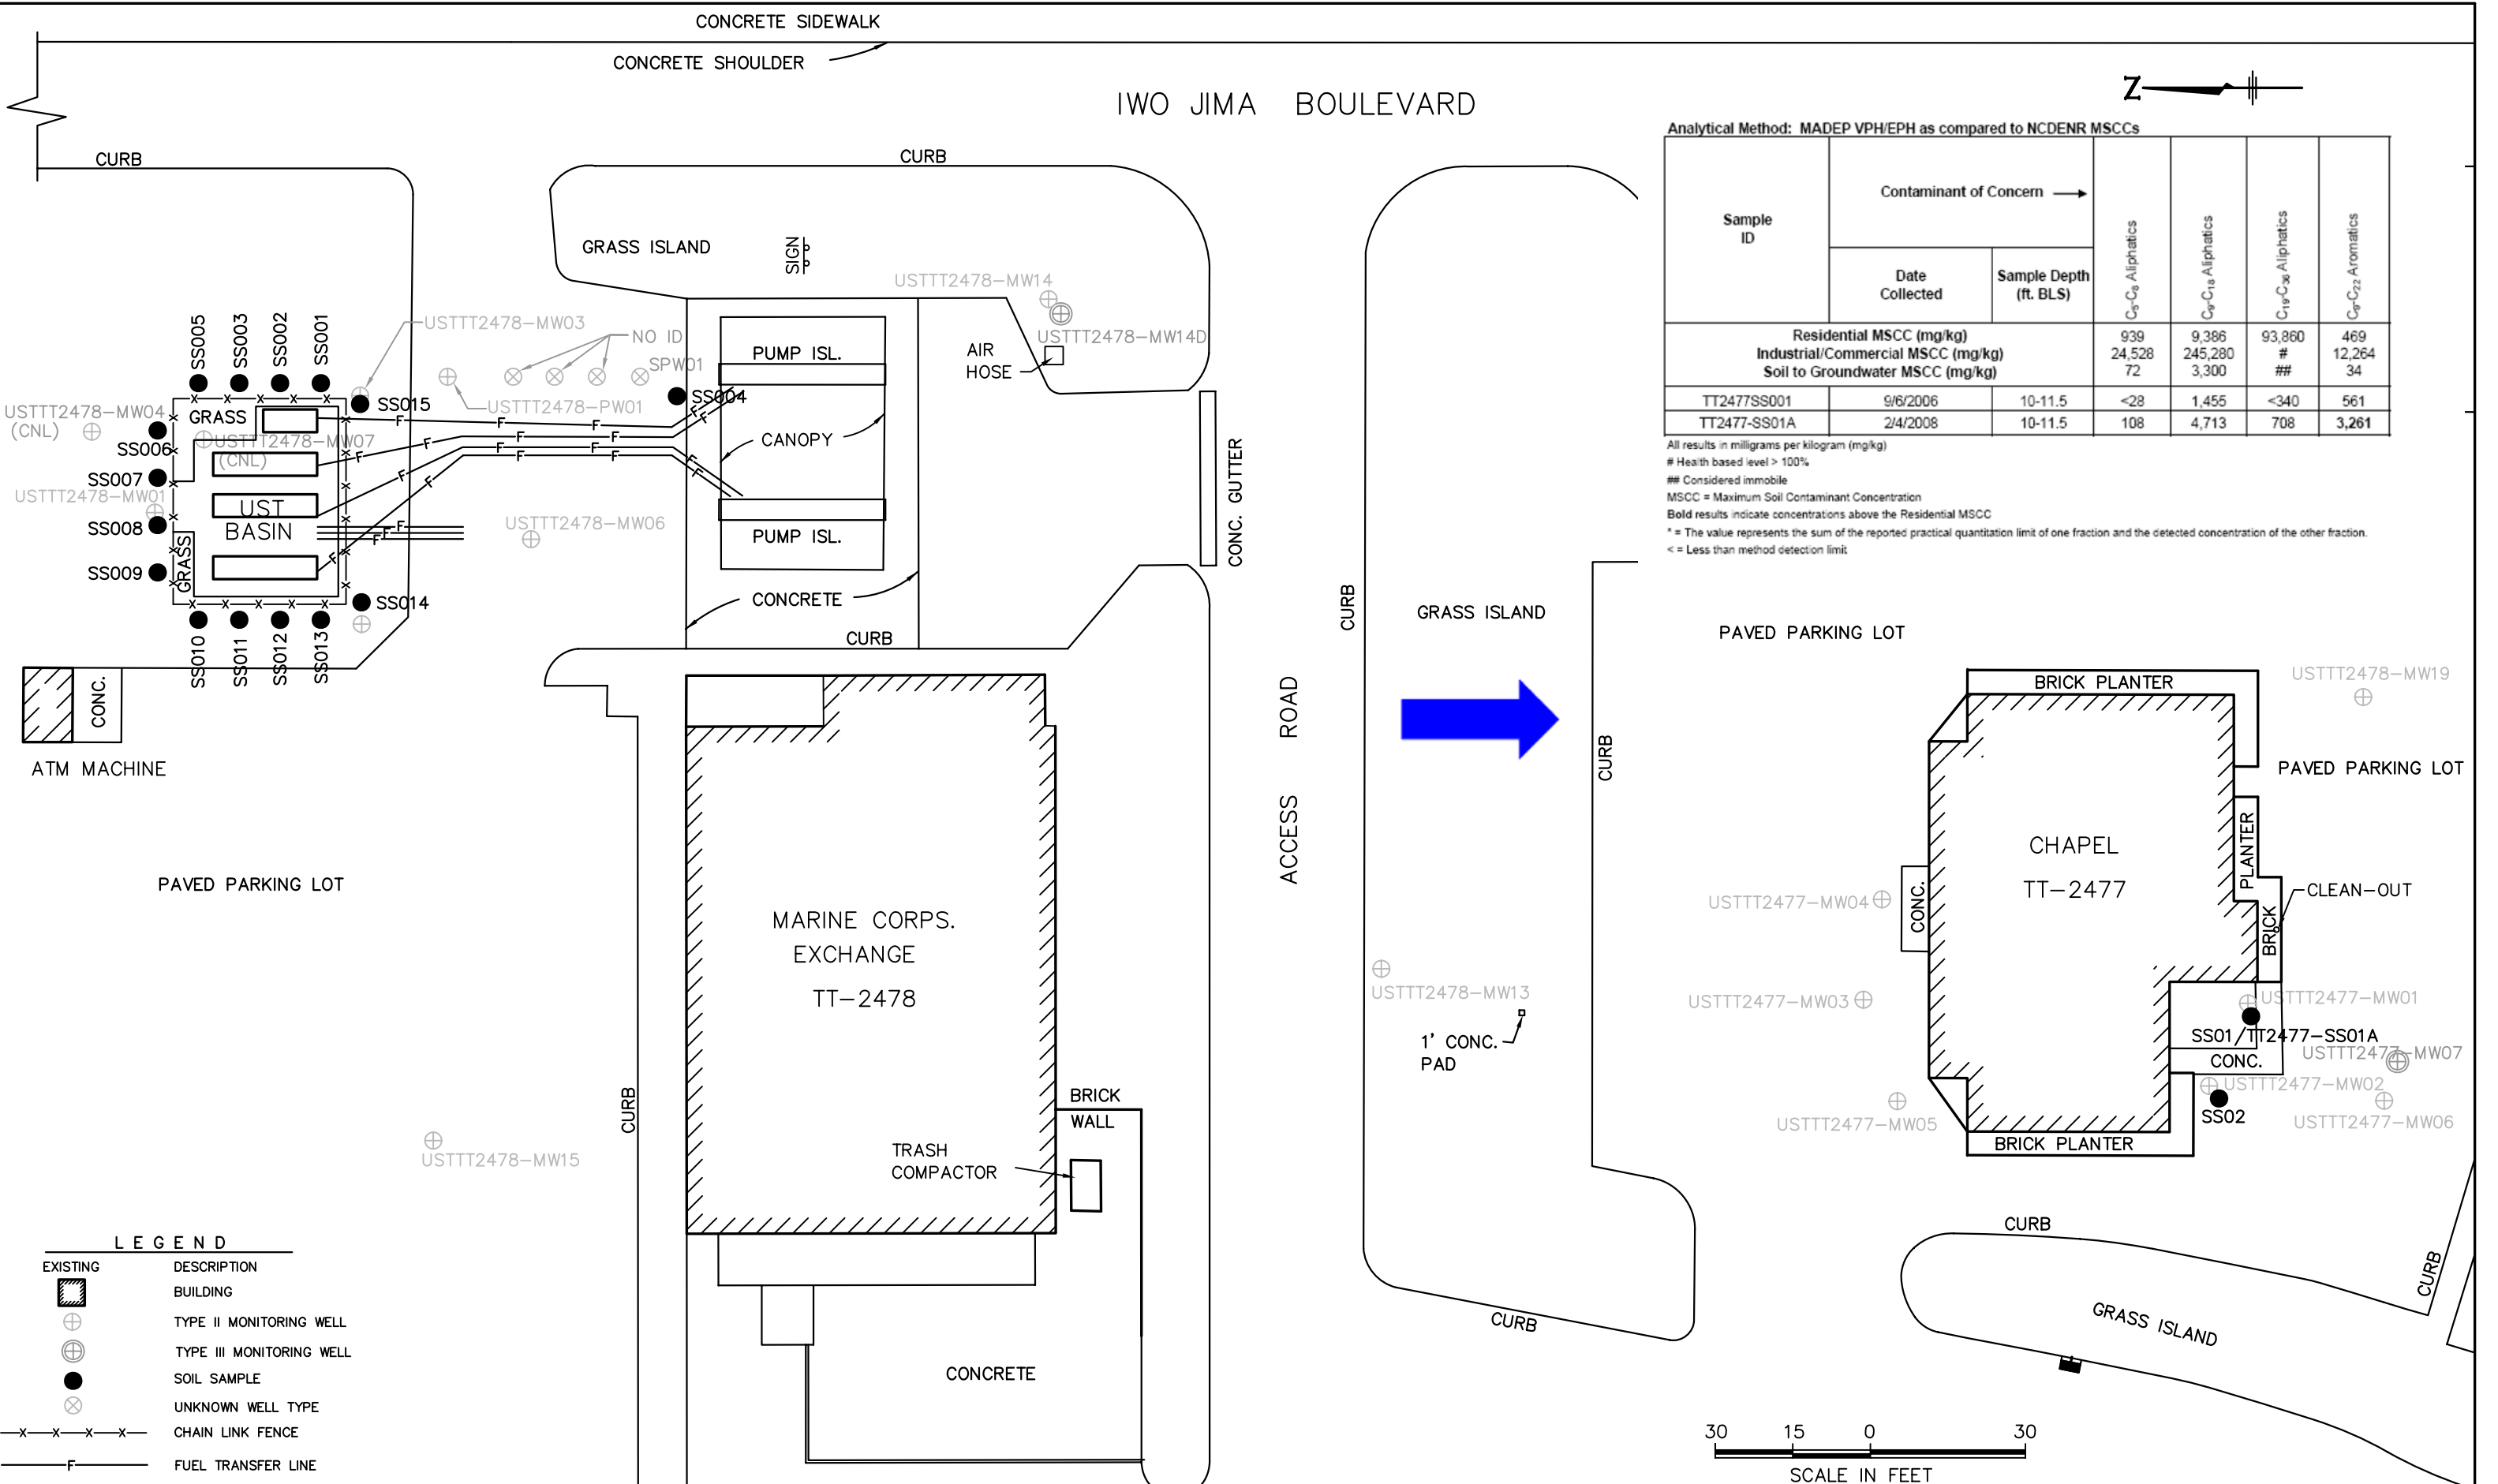 CONCRETE SIDEWALK
CONCRETE SHOULDER
IWO JIMA BOULEVARD
Z
CURB
CURB
GRASS ISLAND
SIGN
USTTT2478-MW14
USTTT2478-MW14D
AIR
HOSE
SS005
SS003
SS002
SS001
USTTT2478-MW03
NO ID
SPW01
PUMP ISL.
SS015
USTTT2478-PW01
SS004
USTTT2478-MW04
(CNL)
GRASS
SS006
USTTT2478-MW07
(CNL)
CANOPY
SS007
USTTT2478-MW01
SS008
UST
BASIN
USTTT2478-MW06
PUMP ISL.
CONC. GUTTER
SS009
GRASS
SS014
CONCRETE
CURB
SS010
SS011
SS012
SS013
F F F F F F F F F F F F F F F F F F F
CONC.
ATM MACHINE
PAVED PARKING LOT
MARINE CORPS.
EXCHANGE
TT-2478
ACCESS ROAD
CURB
GRASS ISLAND
CURB
CURB
USTTT2478-MW13
1' CONC.
PAD
BRICK
WALL
TRASH
COMPACTOR
USTTT2478-MW15
CONCRETE
CURB
Analytical Method: MADEP VPH/EPH as compared to NCDENR MSCCs
Sample
ID
Contaminant of Concern
Date
Collected
Sample Depth
(ft. BLS)
C5-C8 Aliphatics
C9-C18 Aliphatics
C19-C36 Aliphatics
C9-C22 Aromatics
Residential MSCC (mg/kg) 939 9,386 93,860 469
Industrial/Commercial MSCC (mg/kg) 24,528 245,280 # 12,264
Soil to Groundwater MSCC (mg/kg) 72 3,300 ## 34
TT2477SS001 9/6/2006 10-11.5 <28 1,455 <340 561
TT2477-SS01A 2/4/2008 10-11.5 108 4,713 708 3,261
All results in milligrams per kilogram (mg/kg)
# Health based level > 100%
## Considered immobile
MSCC = Maximum Soil Contaminant Concentration
Bold results indicate concentrations above the Residential MSCC
* = The value represents the sum of the reported practical quantitation limit of one fraction and the detected concentration of the other fraction.
< = Less than method detection limit
PAVED PARKING LOT
BRICK PLANTER
USTTT2478-MW19
PAVED PARKING LOT
CHAPEL
TT-2477
PLANTER
BRICK
CLEAN-OUT
CONC.
USTTT2477-MW04
USTTT2477-MW03
USTTT2477-MW01
SS01/TT2477-SS01A
CONC.
USTTT2477-MW07
USTTT2477-MW02
SS02
USTTT2477-MW06
USTTT2477-MW05
BRICK PLANTER
CURB
CURB
GRASS ISLAND
LEGEND
EXISTING DESCRIPTION
BUILDING
TYPE II MONITORING WELL
TYPE III MONITORING WELL
SOIL SAMPLE
UNKNOWN WELL TYPE
X X X X CHAIN LINK FENCE
F FUEL TRANSFER LINE
CURB
30 15 0 30
SCALE IN FEET